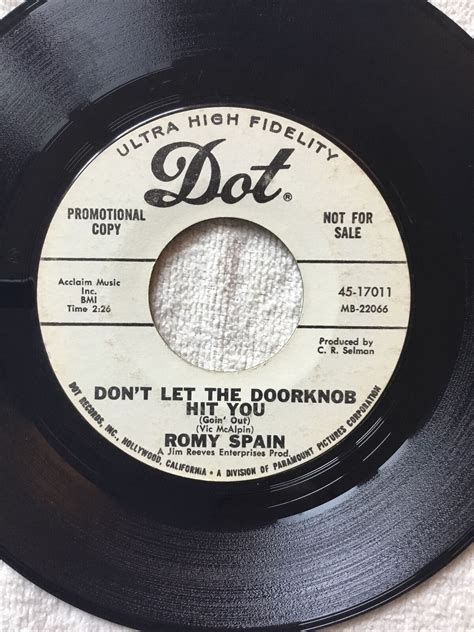 ULTRA HIGH FIDELITY
Dot®
PROMOTIONAL
COPY
NOT FOR
SALE
Acclaim Music
Inc.
BMI
Time 2:26
45-17011
MB-22066
Produced by
C. R. Selman
DON'T LET THE DOORKNOB
HIT YOU
(Goin' Out)
(Vic McAlpin)
ROMY SPAIN
A Jim Reeves Enterprises Prod.
DOT RECORDS, INC., HOLLYWOOD, CALIFORNIA • A DIVISION OF PARAMOUNT PICTURES CORPORATION